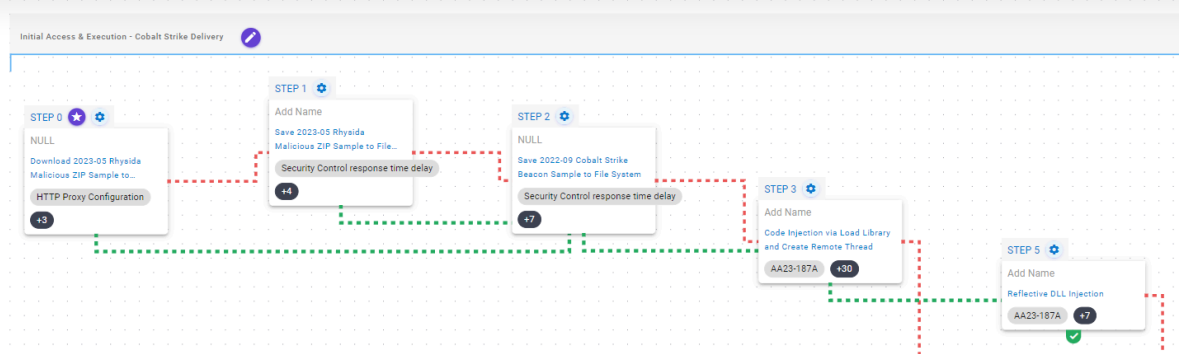 Initial Access & Execution - Cobalt Strike Delivery
STEP 0
NULL
Download 2023-05 Rhysida
Malicious ZIP Sample to...
HTTP Proxy Configuration
+3
STEP 1
Add Name
Save 2023-05 Rhysida
Malicious ZIP Sample to File...
Security Control response time delay
+4
STEP 2
NULL
Save 2022-09 Cobalt Strike
Beacon Sample to File System
Security Control response time delay
+7
STEP 3
Add Name
Code Injection via Load Library
and Create Remote Thread
AA23-187A +30
STEP 5
Add Name
Reflective DLL Injection
AA23-187A +7